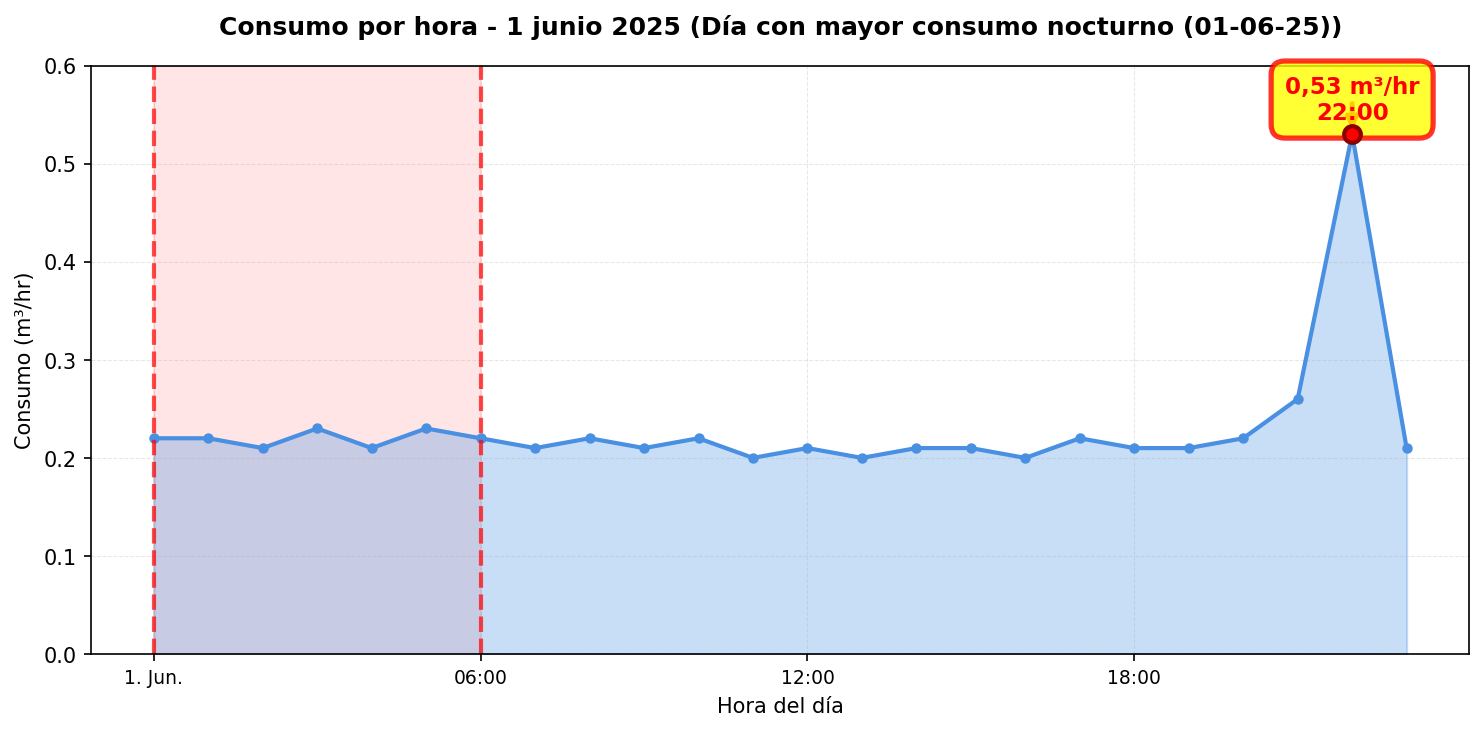 Consumo por hora - 1 junio 2025 (Día con mayor consumo nocturno (01-06-25))
0,53 m³/hr
22:00
Consumo (m³/hr)
0.6
0.5
0.4
0.3
0.2
0.1
0.0
1. Jun.
06:00
12:00
18:00
Hora del día